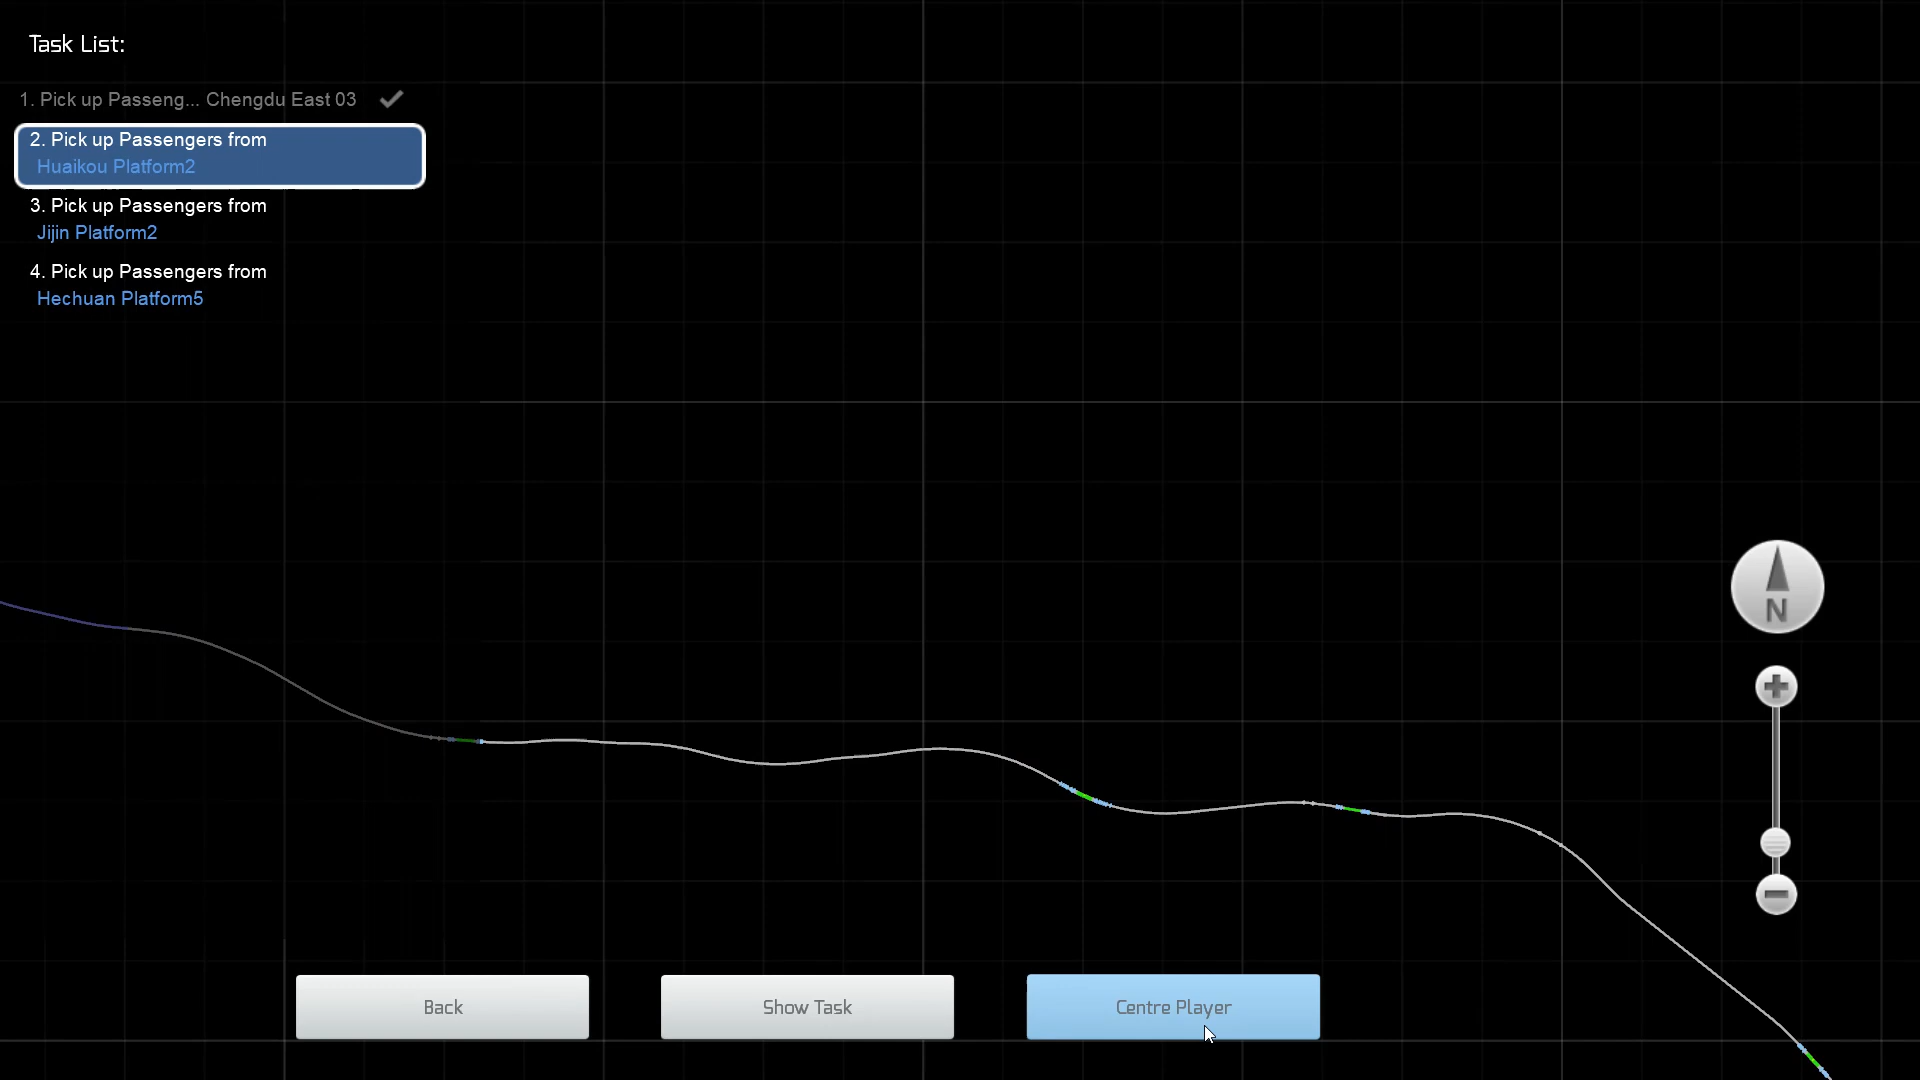 Task List:
1. Pick up Passeng... Chengdu East 03
2. Pick up Passengers from
Huaikou Platform2
3. Pick up Passengers from
Jijin Platform2
4. Pick up Passengers from
Hechuan Platform5
N
Back
Show Task
Centre Player